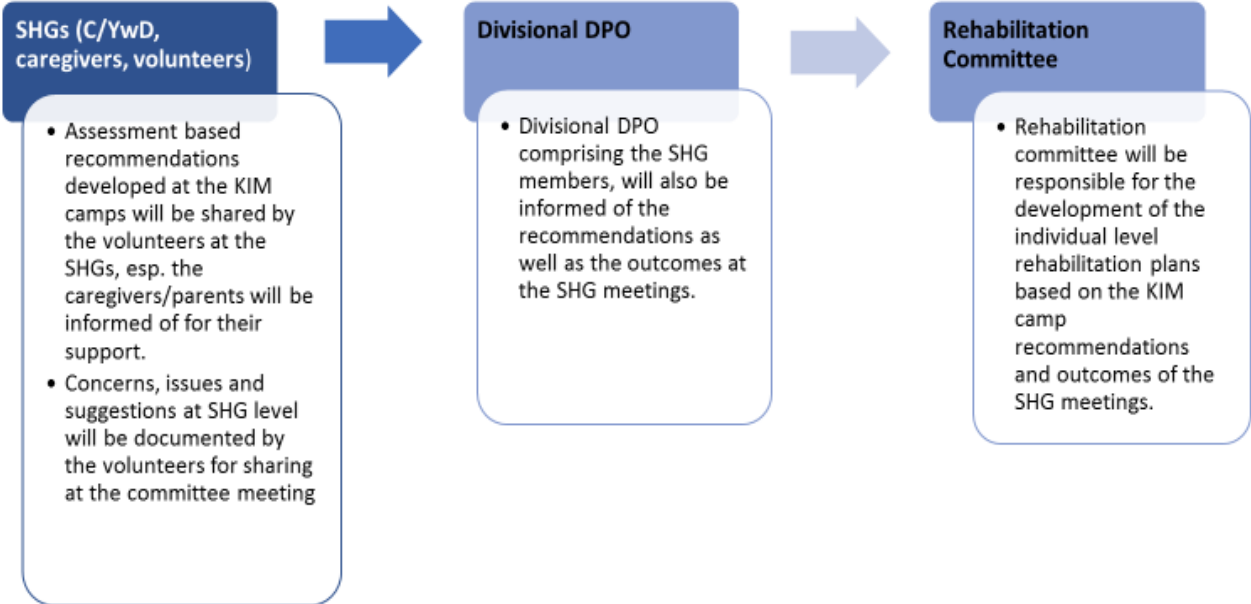 SHGs (C/YwD,
caregivers, volunteers)
• Assessment based
recommendations
developed at the KIM
camps will be shared by
the volunteers at the
SHGs, esp. the
caregivers/parents will be
informed of for their
support.
• Concerns, issues and
suggestions at SHG level
will be documented by
the volunteers for sharing
at the committee meeting
Divisional DPO
• Divisional DPO
comprising the SHG
members, will also be
informed of the
recommendations as
well as the outcomes at
the SHG meetings.
Rehabilitation
Committee
• Rehabilitation
committee will be
responsible for the
development of the
individual level
rehabilitation plans
based on the KIM
camp
recommendations
and outcomes of the
SHG meetings.